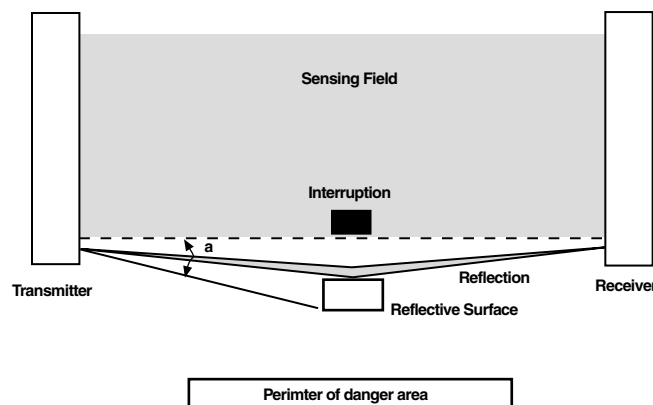 Sensing Field
Interruption
a
Reflection
Transmitter
Receiver
Reflective Surface
Perimter of danger area